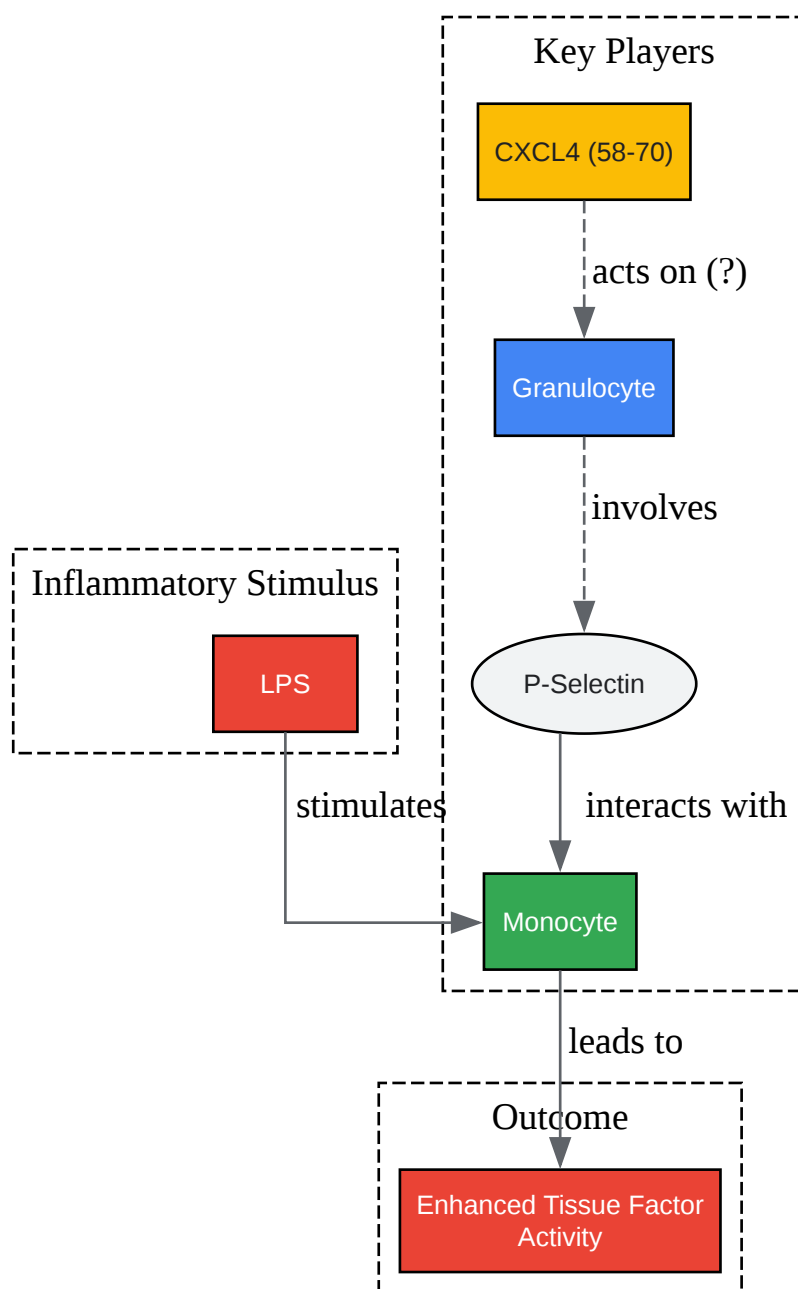 Key Players
CXCL4 (58-70)
acts on (?)
Granulocyte
involves
Inflammatory Stimulus
LPS
P-Selectin
stimulates
interacts with
Monocyte
leads to
Outcome
Enhanced Tissue Factor
Activity